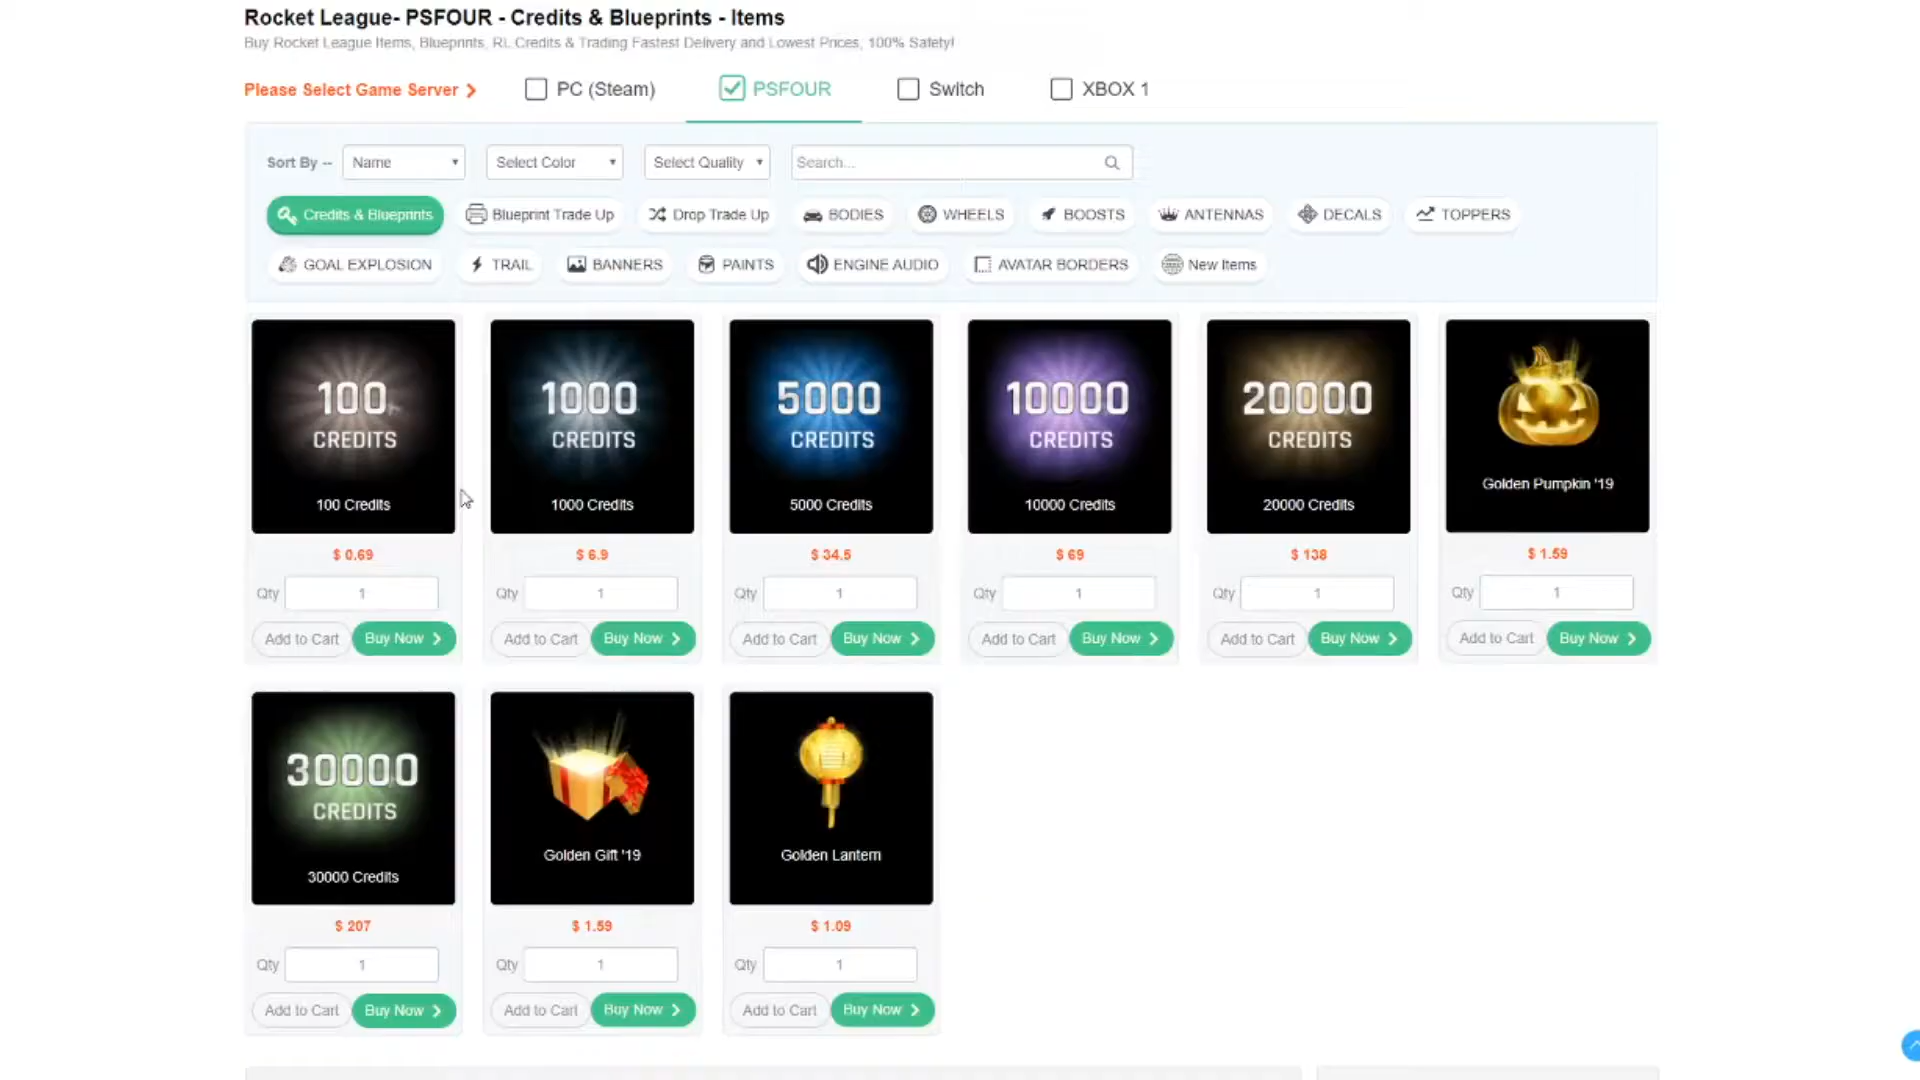 Rocket League- PSFOUR - Credits & Blueprints - Items
Buy Rocket League Items, Blueprints, RL Credits & Trading Fastest Delivery and Lowest Prices, 100% Safety!
Please Select Game Server PC (Steam) PSFOUR Switch XBOX 1
Sort By -- Name Select Color Select Quality Search...
Credits & Blueprints Blueprint Trade Up Drop Trade Up BODIES WHEELS BOOSTS ANTENNAS DECALS TOPPERS
GOAL EXPLOSION TRAIL BANNERS PAINTS ENGINE AUDIO AVATAR BORDERS New Items
100 1000 5000 10000 20000
CREDITS CREDITS CREDITS CREDITS CREDITS
100 Credits 1000 Credits 5000 Credits 10000 Credits 20000 Credits Golden Pumpkin '19
$ 0.69 $ 6.9 $ 34.5 $ 69 $ 138 $ 1.59
Qty 1 Qty 1 Qty 1 Qty 1 Qty 1 Qty 1
Add to Cart Buy Now Add to Cart Buy Now Add to Cart Buy Now Add to Cart Buy Now Add to Cart Buy Now Add to Cart Buy Now
30000
CREDITS
30000 Credits Golden Gift '19 Golden Lantern
$ 207 $ 1.59 $ 1.09
Qty 1 Qty 1 Qty 1
Add to Cart Buy Now Add to Cart Buy Now Add to Cart Buy Now